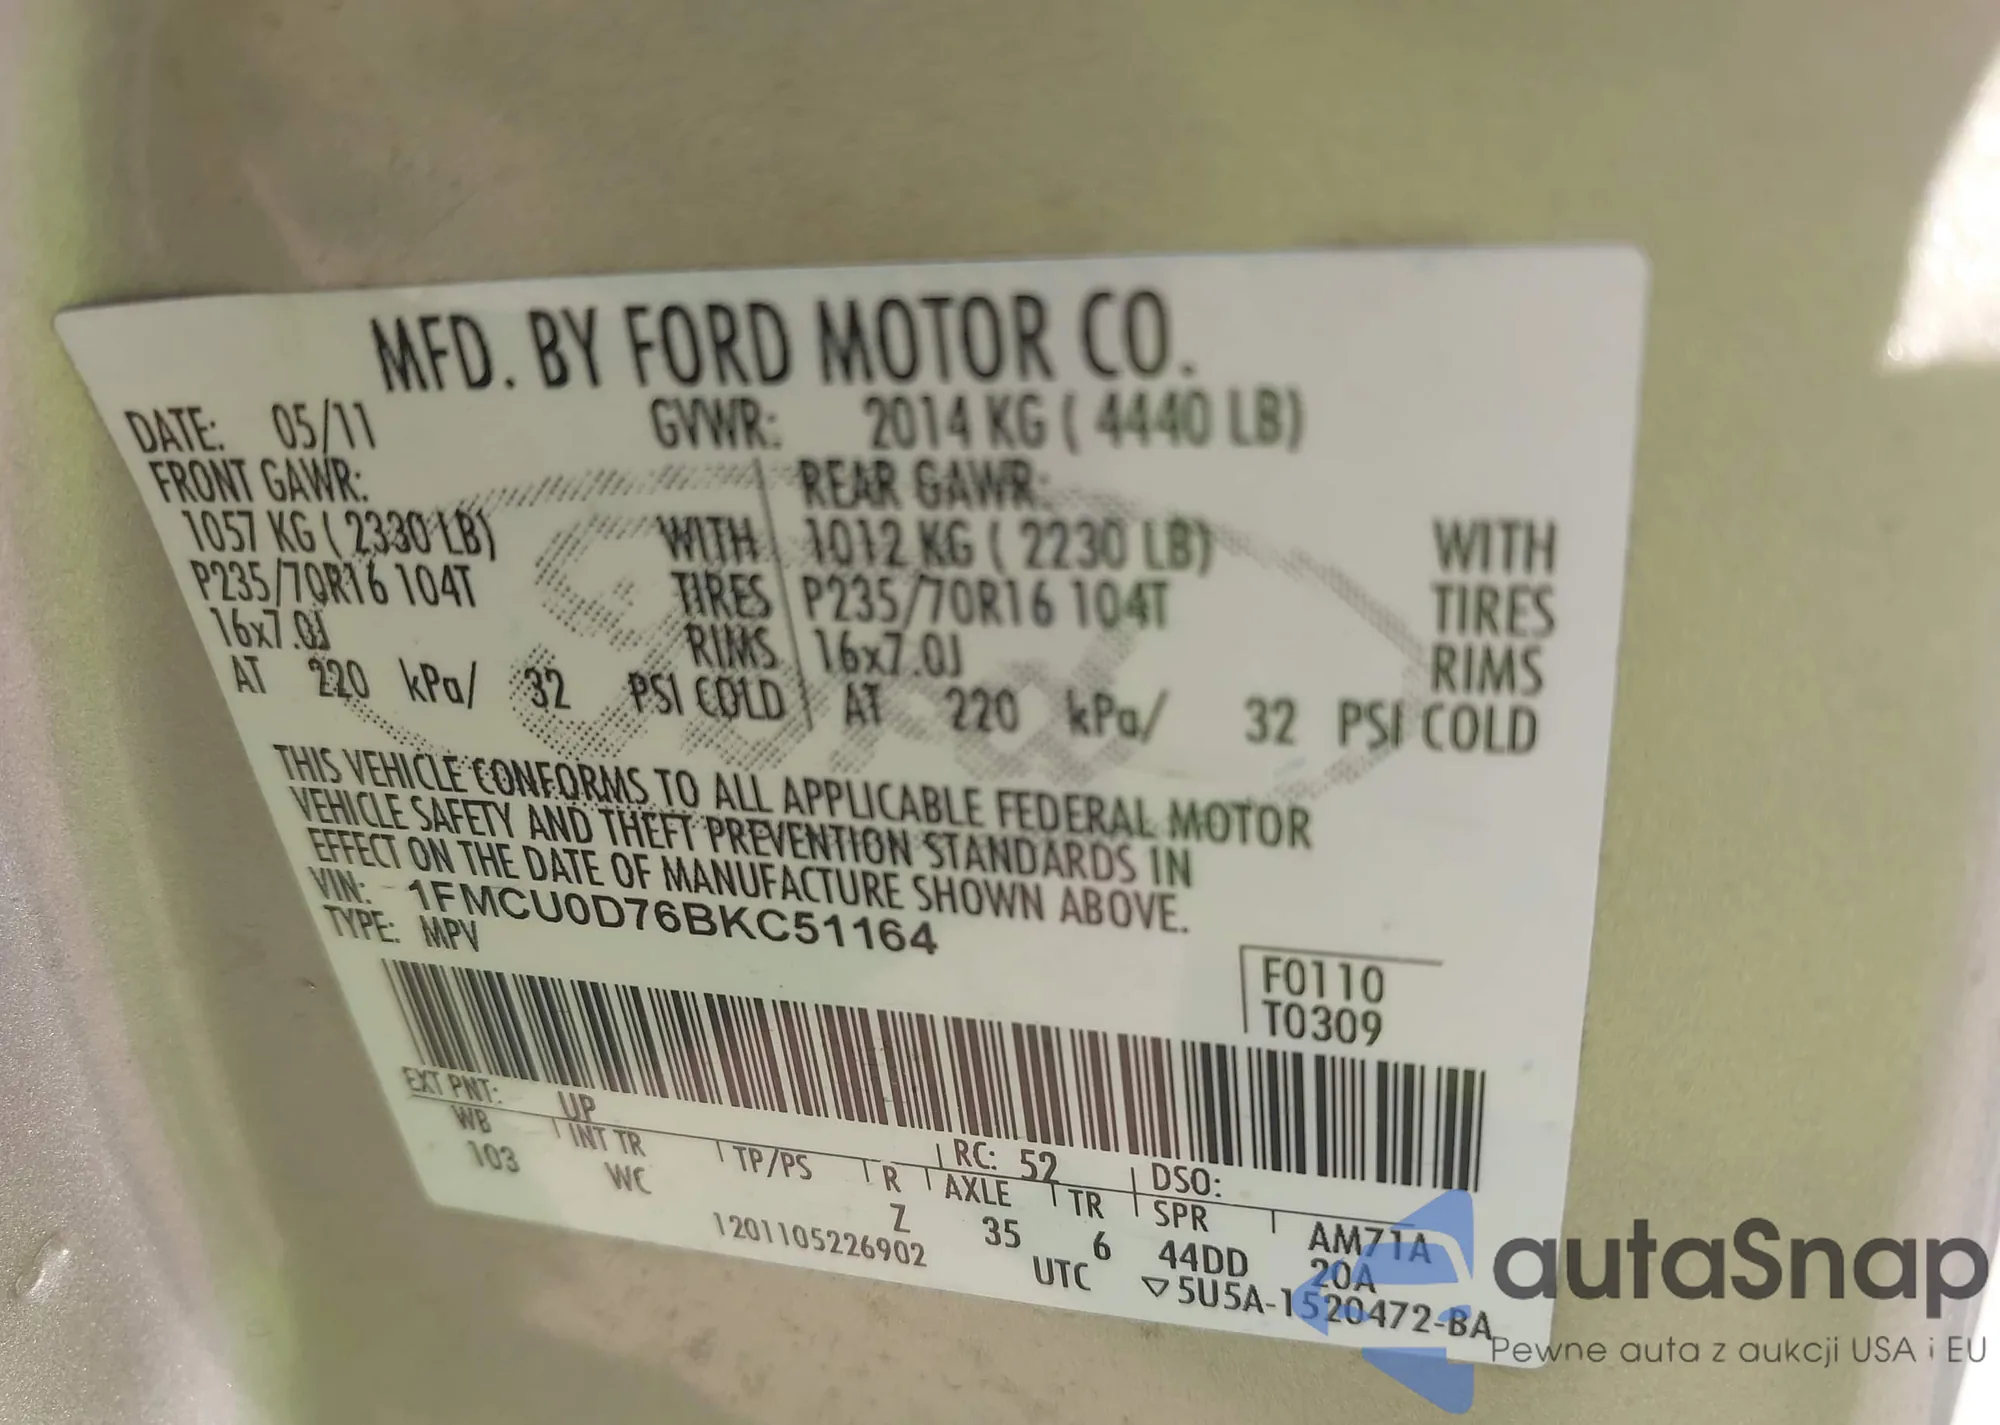 MFD. BY FORD MOTOR CO.
DATE: 05/11 GVWR: 2014 KG ( 4440 LB)
FRONT GAWR: REAR GAWR:
1057 KG ( 2330 LB) WITH 1012 KG ( 2230 LB) WITH
P235/70R16 104T TIRES P235/70R16 104T TIRES
16x7.0J RIMS 16x7.0J RIMS
AT 220 kPa/ 32 PSI COLD AT 220 kPa/ 32 PSI COLD
THIS VEHICLE CONFORMS TO ALL APPLICABLE FEDERAL MOTOR
VEHICLE SAFETY AND THEFT PREVENTION STANDARDS IN
EFFECT ON THE DATE OF MANUFACTURE SHOWN ABOVE.
VIN: 1FMCU0D76BKC51164
TYPE: MPV
F0110
T0309
EXT PNT: UP RC: 52 DSO:
WB INT TR TP/PS R AXLE TR SPR AM71A
103 WC Z 35 6 44DD 20A
1201105226902 UTC ▽5U5A-1520472-BA
autaSnap
Pewne auta z aukcji USA i EU